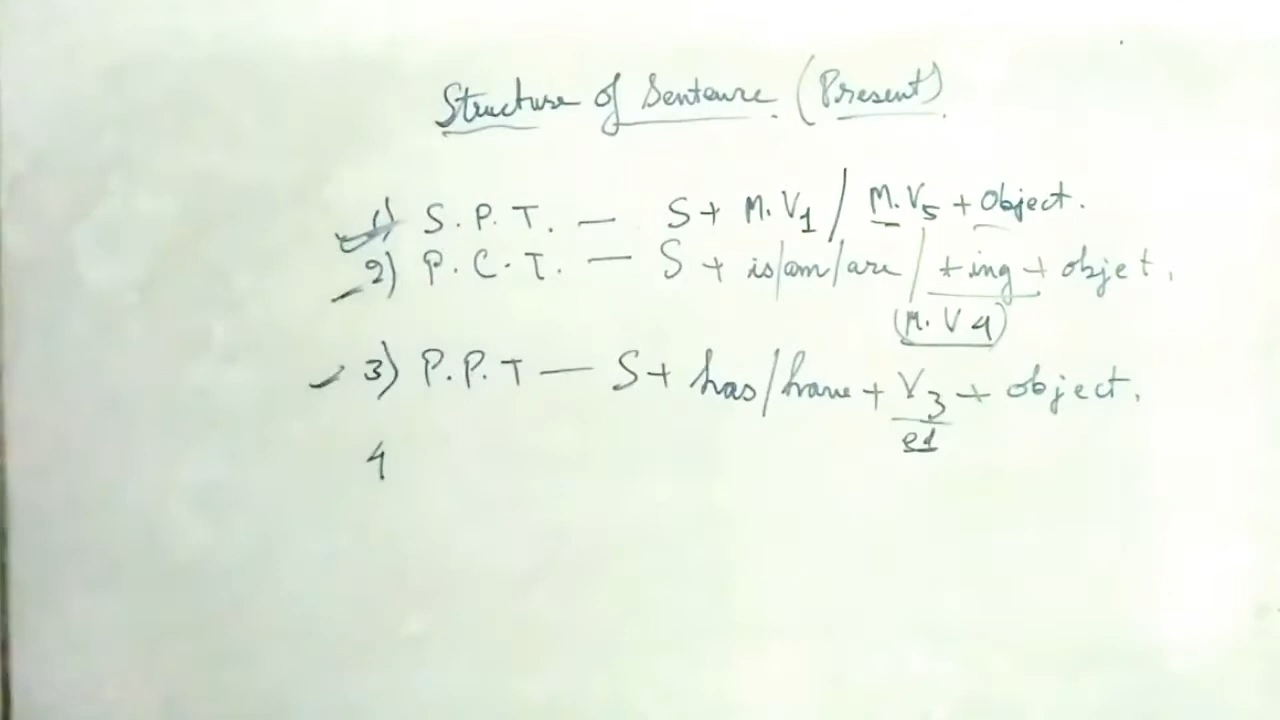 Structure of Sentence. (Present)
1) S.P.T. — S + M.V1 / M.V5 + Object.
2) P.C.T. — S + is/am/are / + ing + objet.
(M.V4)
3) P.P.T — S + has/have + V3 + object.
ed
4